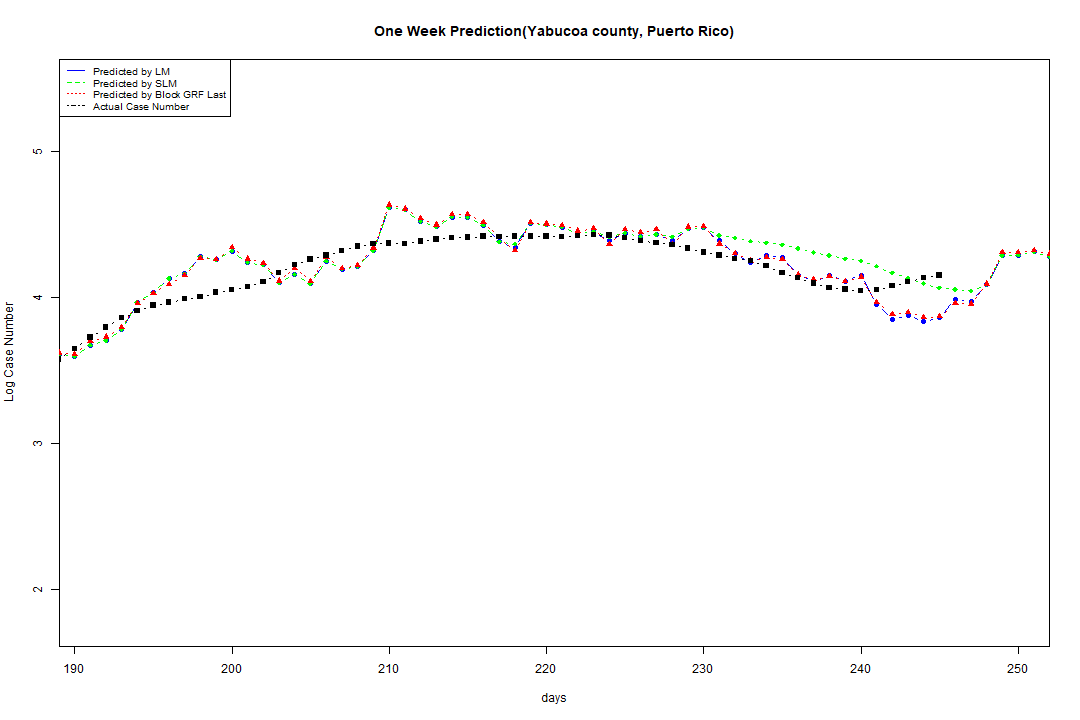 One Week Prediction(Yabucoa county, Puerto Rico)
Predicted by LM
Predicted by SLM
Predicted by Block GRF Last
Actual Case Number
5
4
3
2
Log Case Number
190 200 210 220 230 240 250
days